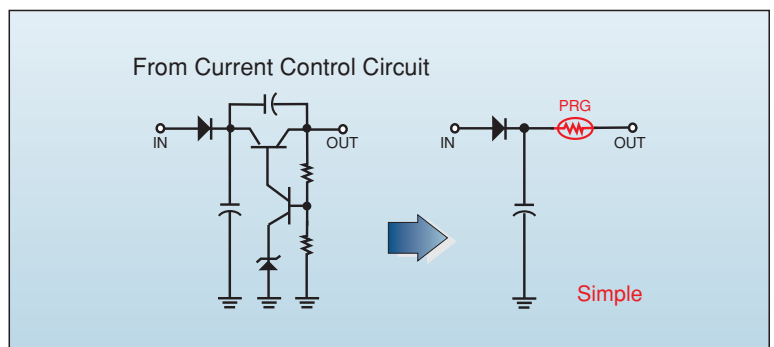 From Current Control Circuit
IN
OUT
PRG
IN
OUT
Simple